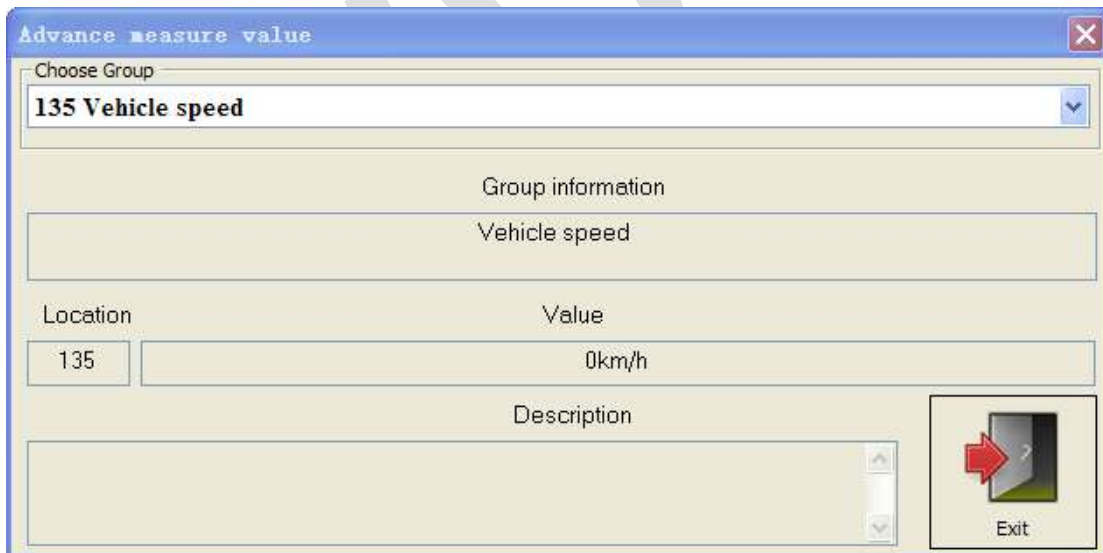 Advance measure value
Choose Group
135 Vehicle speed
Group information
Vehicle speed
Location Value
135 0km/h
Description
Exit